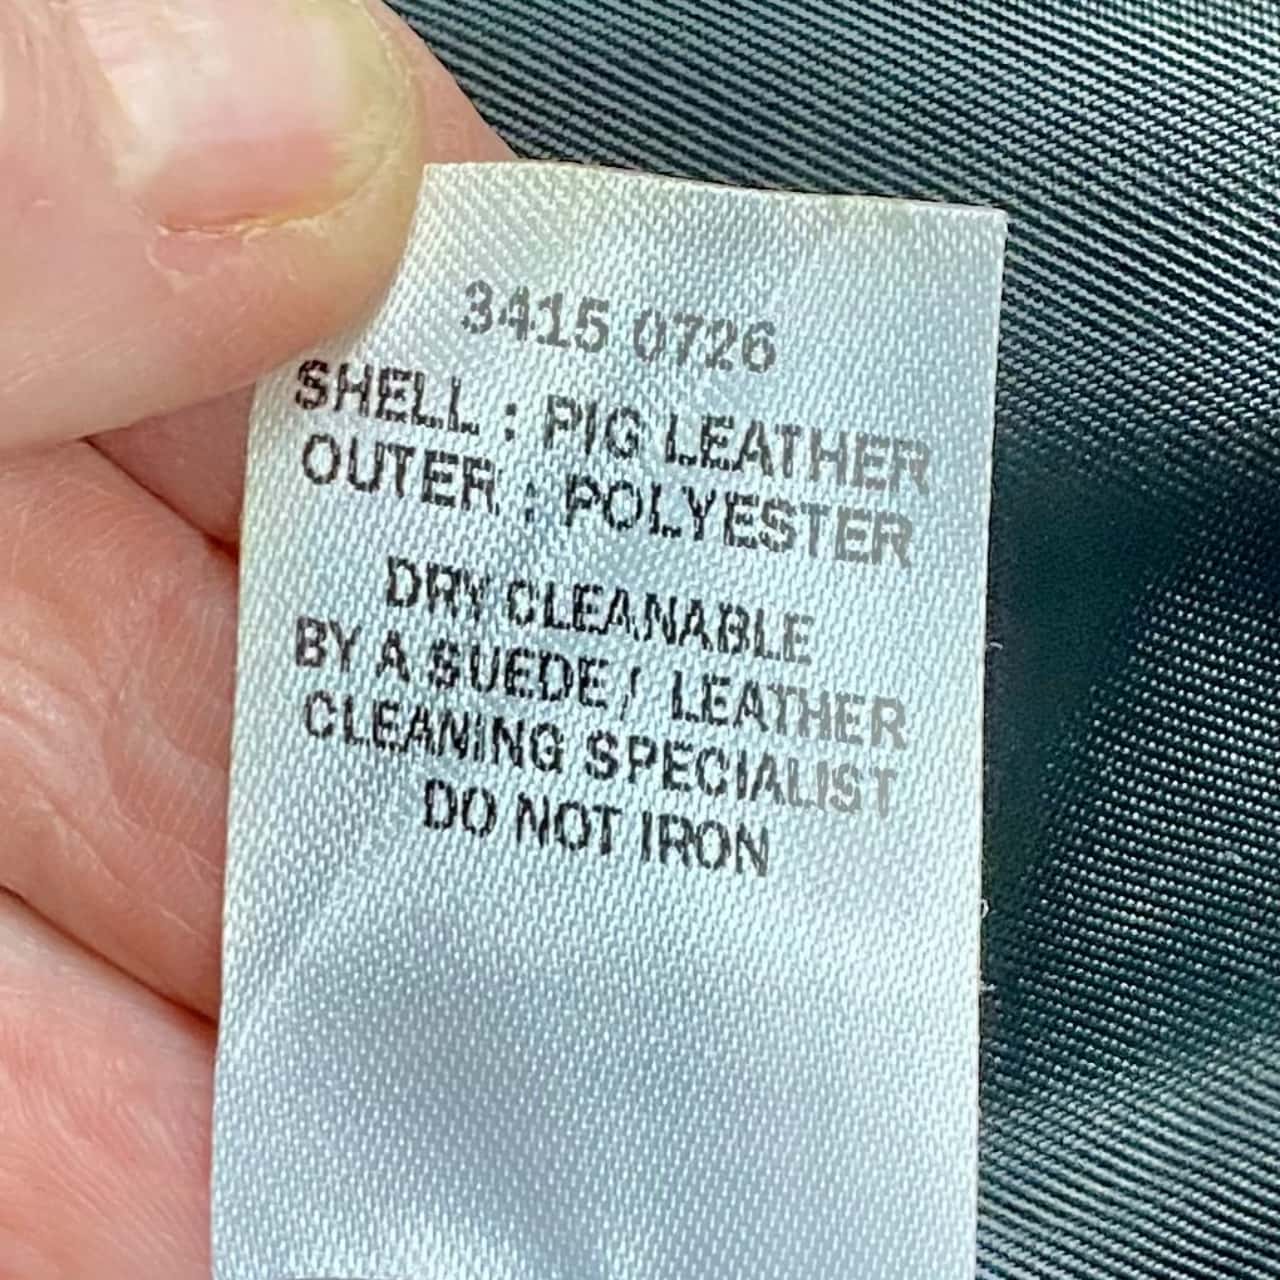 3415 0726
SHELL : PIG LEATHER
OUTER : POLYESTER
DRY CLEANABLE
BY A SUEDE / LEATHER
CLEANING SPECIALIST
DO NOT IRON